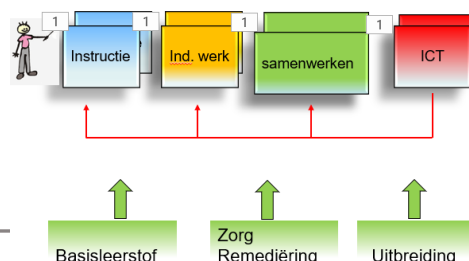 1
1
1
1
Instructie
Ind. werk
samenwerken
ICT
Basisleerstof
Zorg
Remediëring
Uitbreiding